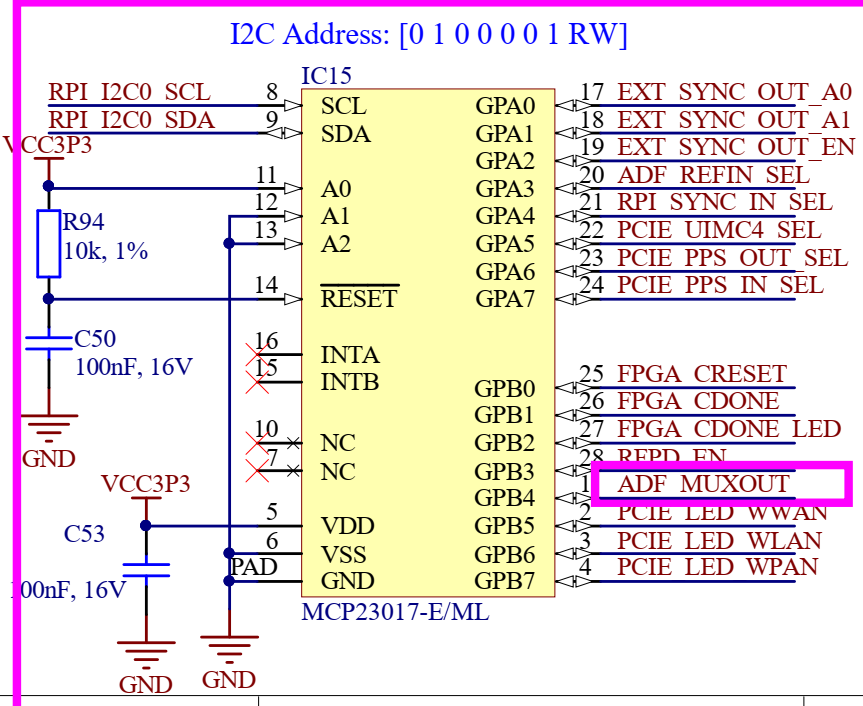 I2C Address: [0 1 0 0 0 0 1 RW]
IC15
RPI_I2C0_SCL 8 SCL GPA0 17 EXT_SYNC_OUT_A0
RPI_I2C0_SDA 9 SDA GPA1 18 EXT_SYNC_OUT_A1
VCC3P3
GPA2 19 EXT_SYNC_OUT_EN
11 A0 GPA3 20 ADF_REFIN_SEL
12 A1 GPA4 21 RPI_SYNC_IN_SEL
R94
13 A2 GPA5 22 PCIE_UIMC4_SEL
10k, 1%
GPA6 23 PCIE_PPS_OUT_SEL
14 RESET GPA7 24 PCIE_PPS_IN_SEL
C50
100nF, 16V
16 INTA
15 INTB
GPB0 25 FPGA_CRESET
GPB1 26 FPGA_CDONE
10 NC GPB2 27 FPGA_CDONE_LED
GND
7 NC GPB3 28 REPD_EN
VCC3P3
GPB4 1 ADF_MUXOUT
C53
5 VDD GPB5 2 PCIE_LED_WWAN
6 VSS GPB6 3 PCIE_LED_WLAN
PAD GND GPB7 4 PCIE_LED_WPAN
100nF, 16V
MCP23017-E/ML
GND
GND